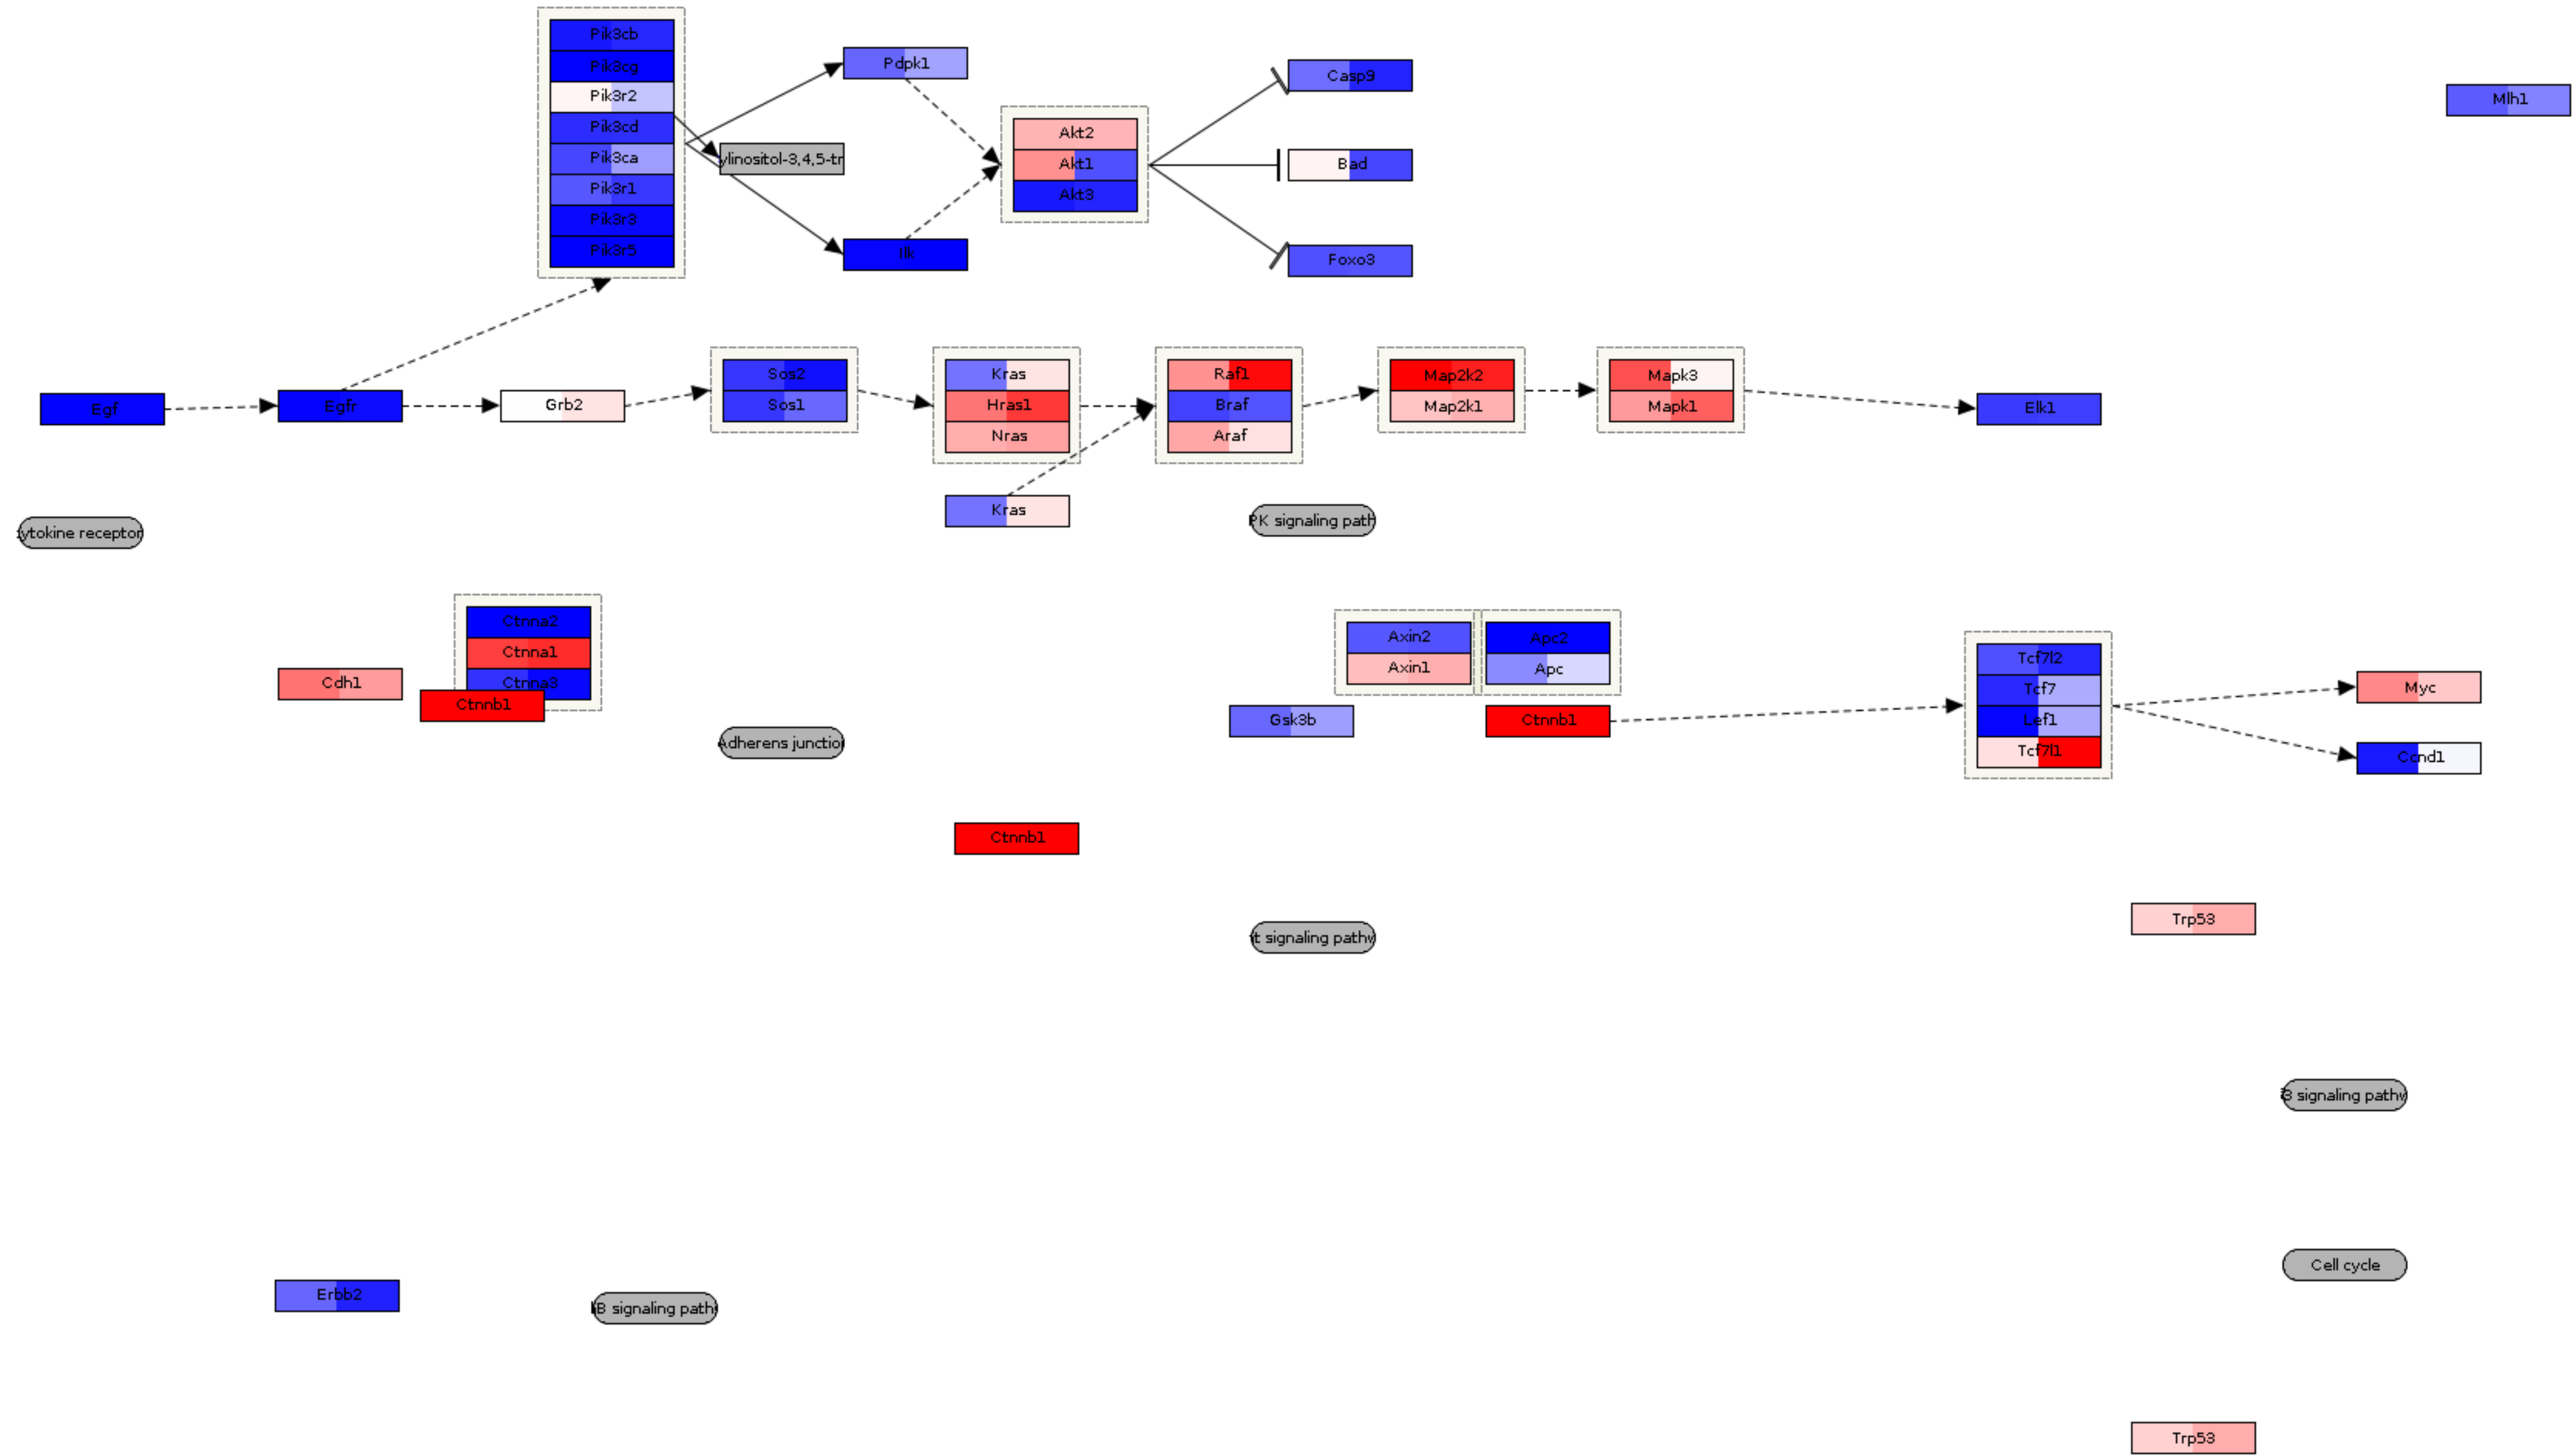 Pik3cb
Pik3cg
Pik3r2
Pik3cd
Pik3ca
Pik3r1
Pik3r3
Pik3r5
Pdpk1
ylinositol-3,4,5-tr
Ilk
Akt2
Akt1
Akt3
Casp9
Bad
Foxo3
Mlh1
Egf
Egfr
Grb2
Sos2
Sos1
Kras
Hras1
Nras
Kras
Raf1
Braf
Araf
Map2k2
Map2k1
Mapk3
Mapk1
Elk1
ytokine receptor
PK signaling path
Cdh1
Ctnna2
Ctnna1
Ctnna3
Ctnnb1
Adherens junctio
Axin2
Axin1
Apc2
Apc
Gsk3b
Ctnnb1
Tcf7l2
Tcf7
Lef1
Tcf7l1
Myc
Ccnd1
Ctnnb1
t signaling pathw
Trp53
3 signaling pathw
Cell cycle
Erbb2
B signaling path
Trp53